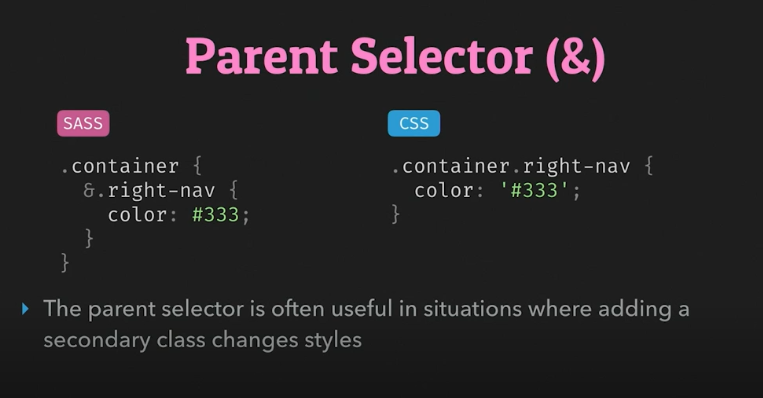 Parent Selector (&)
SASS
.container {
&.right-nav {
color: #333;
}
}
CSS
.container.right-nav {
color: '#333';
}
The parent selector is often useful in situations where adding a
secondary class changes styles